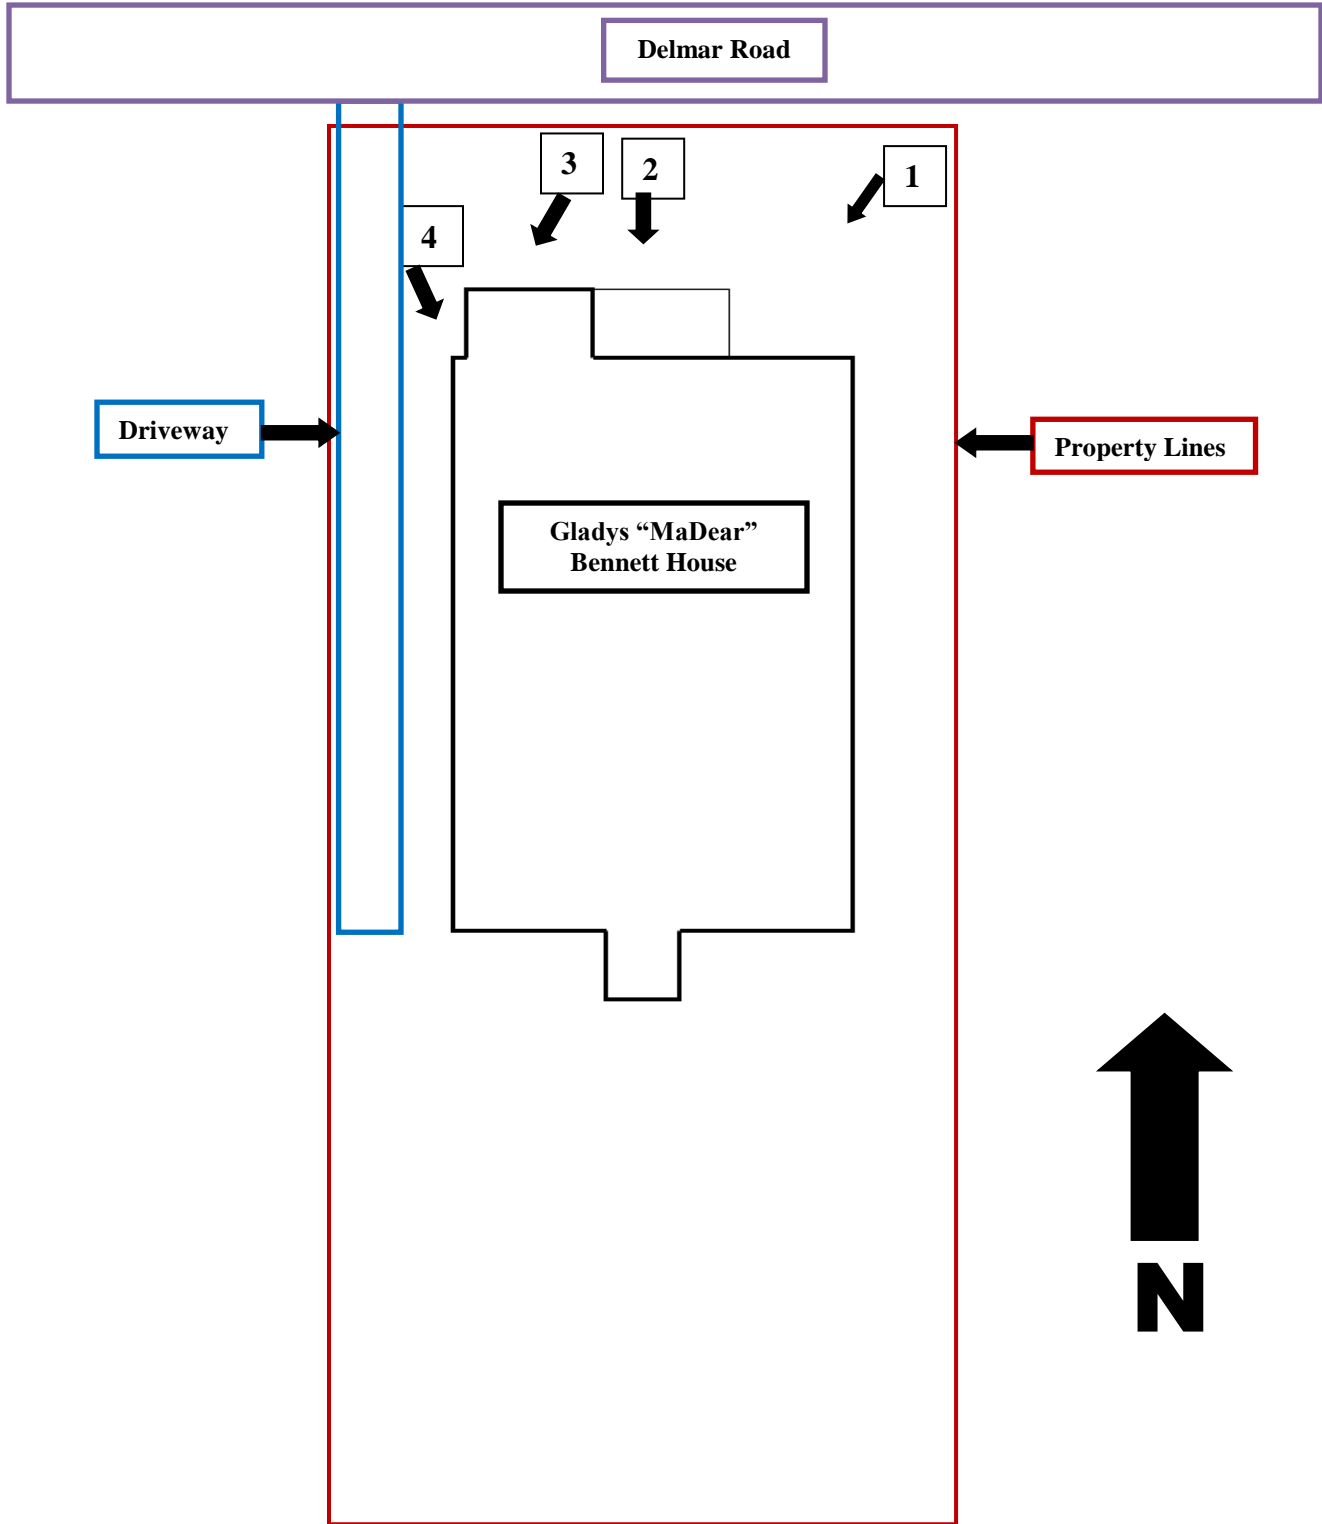 Delmar Road
3
2
1
4
Driveway
Property Lines
Gladys “MaDear”
Bennett House
N